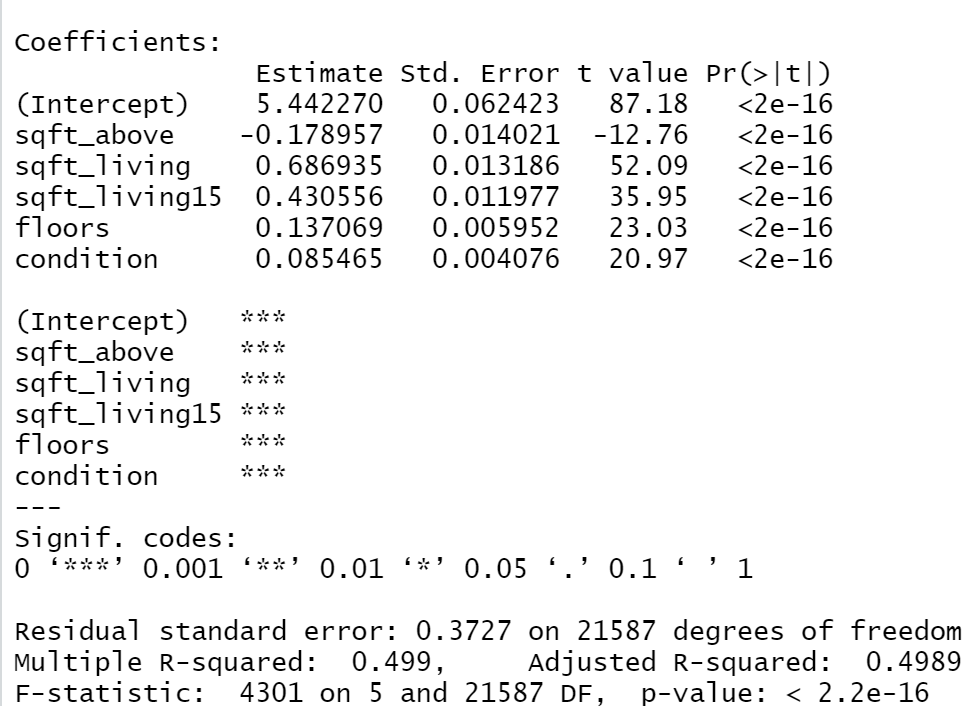 Coefficients:
Estimate Std. Error t value Pr(>|t|)
(Intercept) 5.442270 0.062423 87.18 <2e-16
sqft_above -0.178957 0.014021 -12.76 <2e-16
sqft_living 0.686935 0.013186 52.09 <2e-16
sqft_living15 0.430556 0.011977 35.95 <2e-16
floors 0.137069 0.005952 23.03 <2e-16
condition 0.085465 0.004076 20.97 <2e-16
(Intercept) ***
sqft_above ***
sqft_living ***
sqft_living15 ***
floors ***
condition ***
---
Signif. codes:
0 ‘***’ 0.001 ‘**’ 0.01 ‘*’ 0.05 ‘.’ 0.1 ‘ ’ 1
Residual standard error: 0.3727 on 21587 degrees of freedom
Multiple R-squared: 0.499, Adjusted R-squared: 0.4989
F-statistic: 4301 on 5 and 21587 DF, p-value: < 2.2e-16